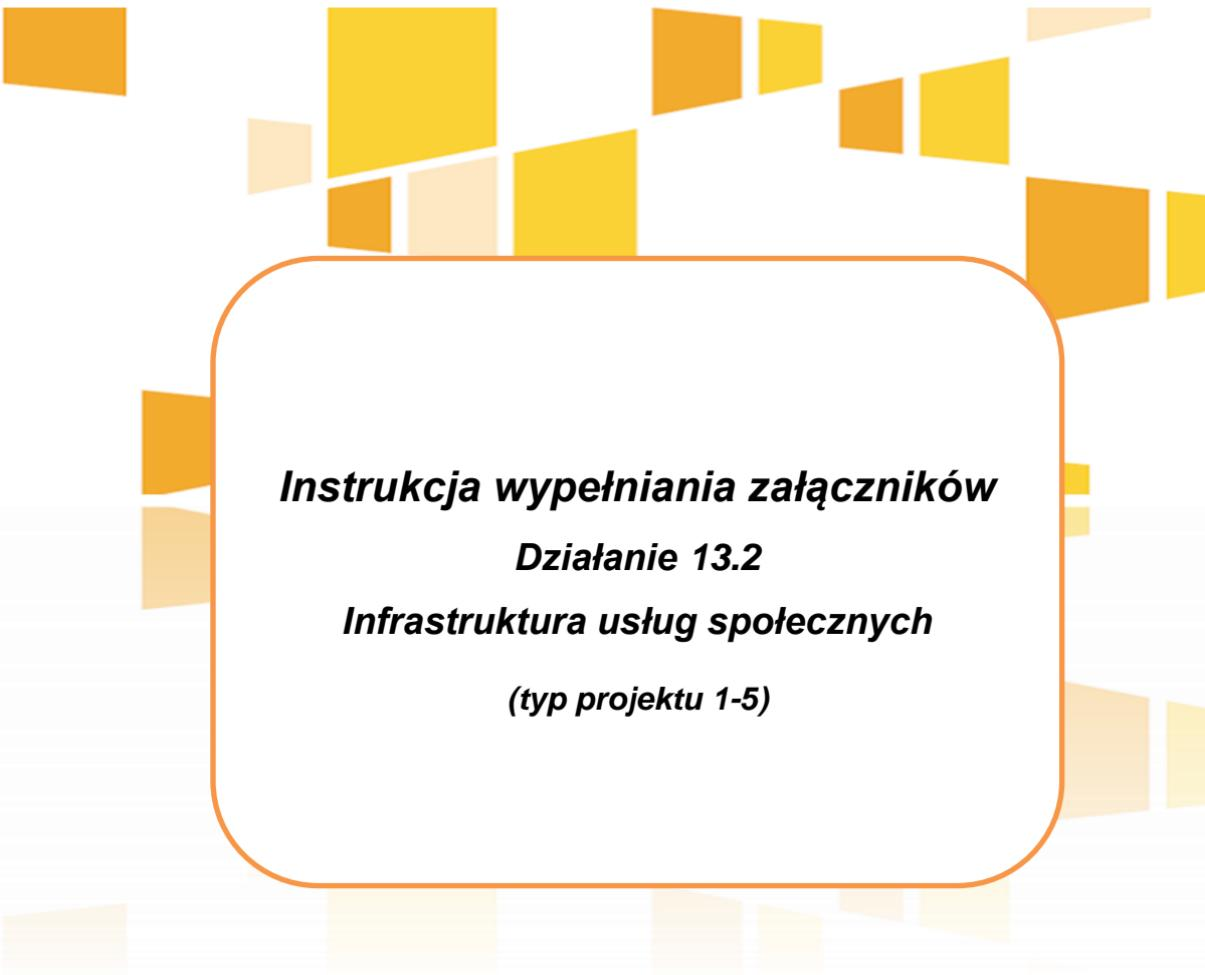 Instrukcja wypełniania załączników
Działanie 13.2
Infrastruktura usług społecznych
(typ projektu 1-5)